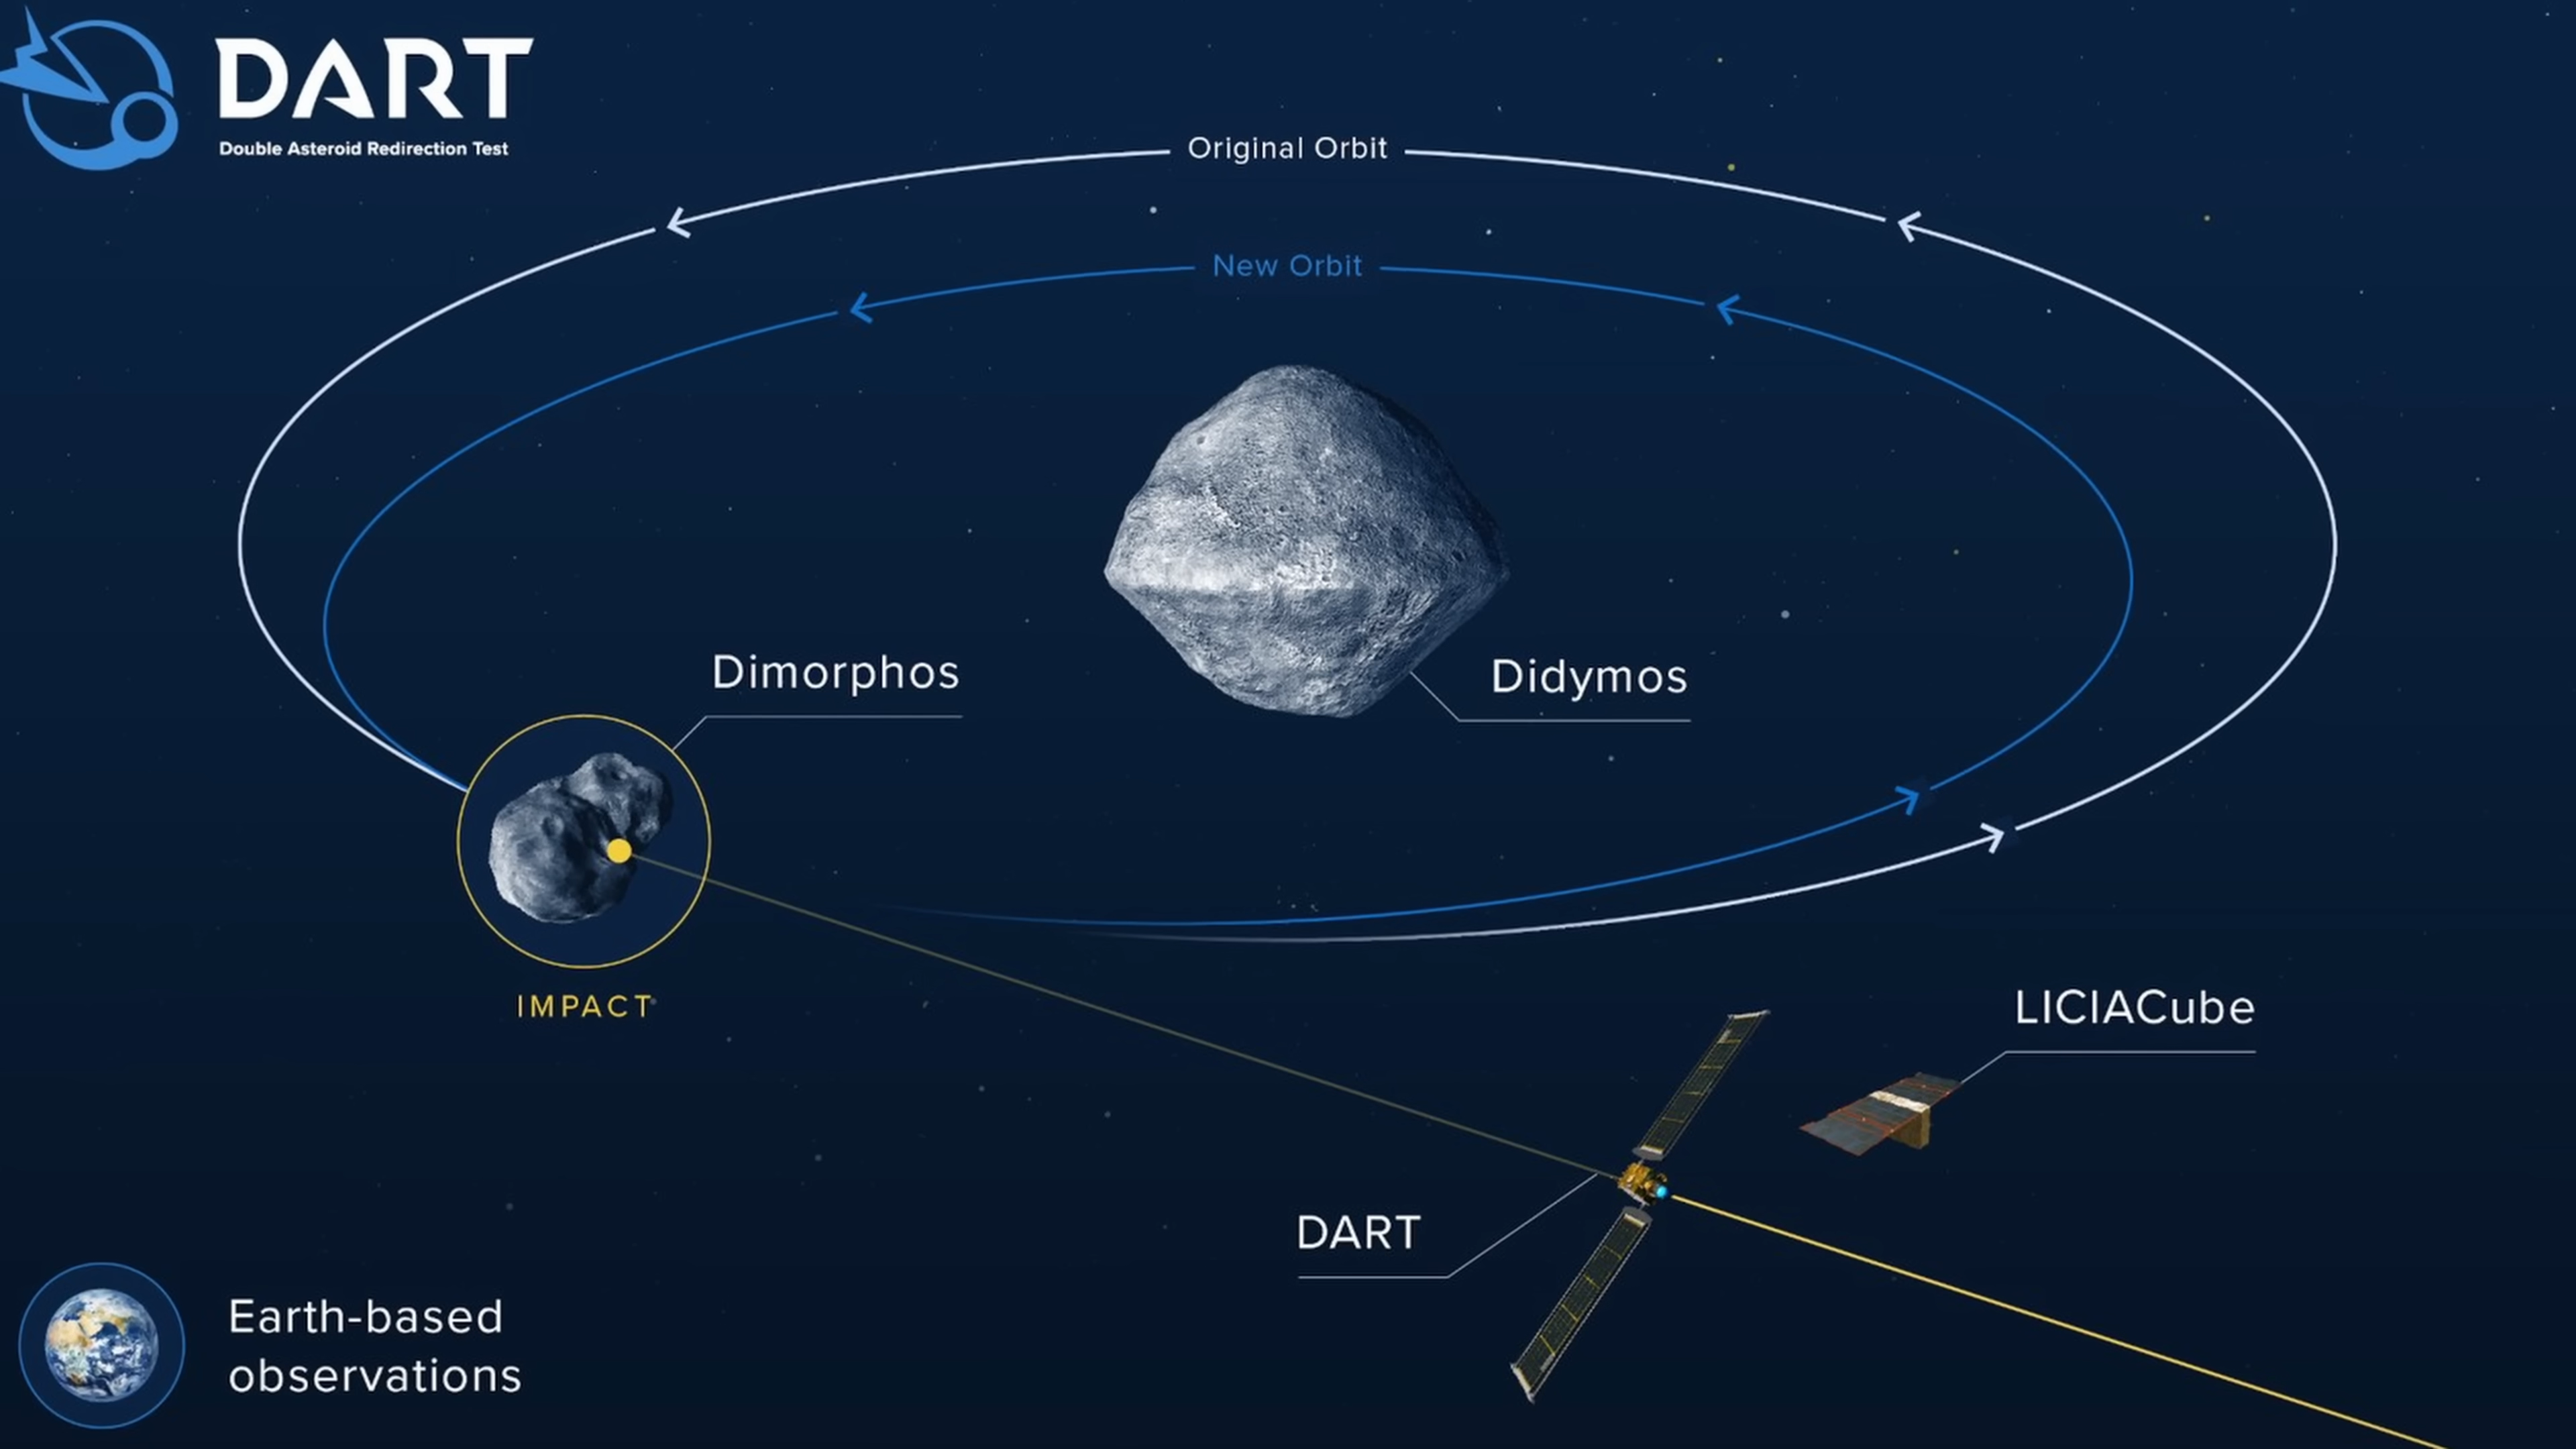 DART
Double Asteroid Redirection Test
Original Orbit
New Orbit
Dimorphos
Didymos
IMPACT
LICIACube
DART
Earth-based
observations